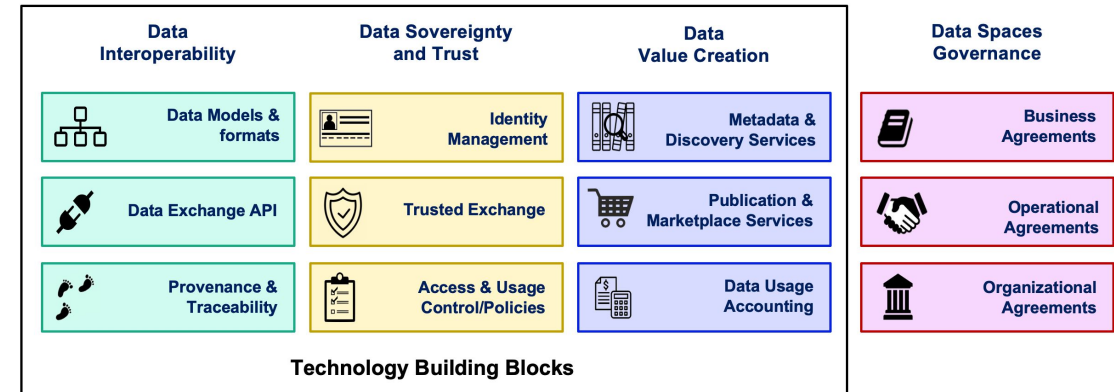 Data
Interoperability
Data Sovereignty
and Trust
Data
Value Creation
Data Spaces
Governance
Data Models &
formats
Identity
Management
Metadata &
Discovery Services
Business
Agreements
Data Exchange API
Trusted Exchange
Publication &
Marketplace Services
Operational
Agreements
Provenance &
Traceability
Access & Usage
Control/Policies
$
Data Usage
Accounting
Organizational
Agreements
Technology Building Blocks